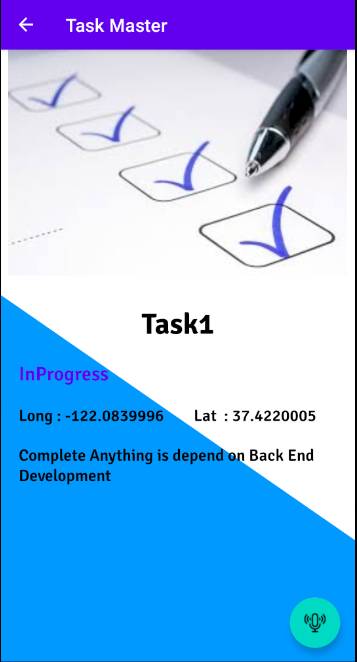 Task Master
Task1
InProgress
Long : -122.0839996 Lat : 37.4220005
Complete Anything is depend on Back End
Development